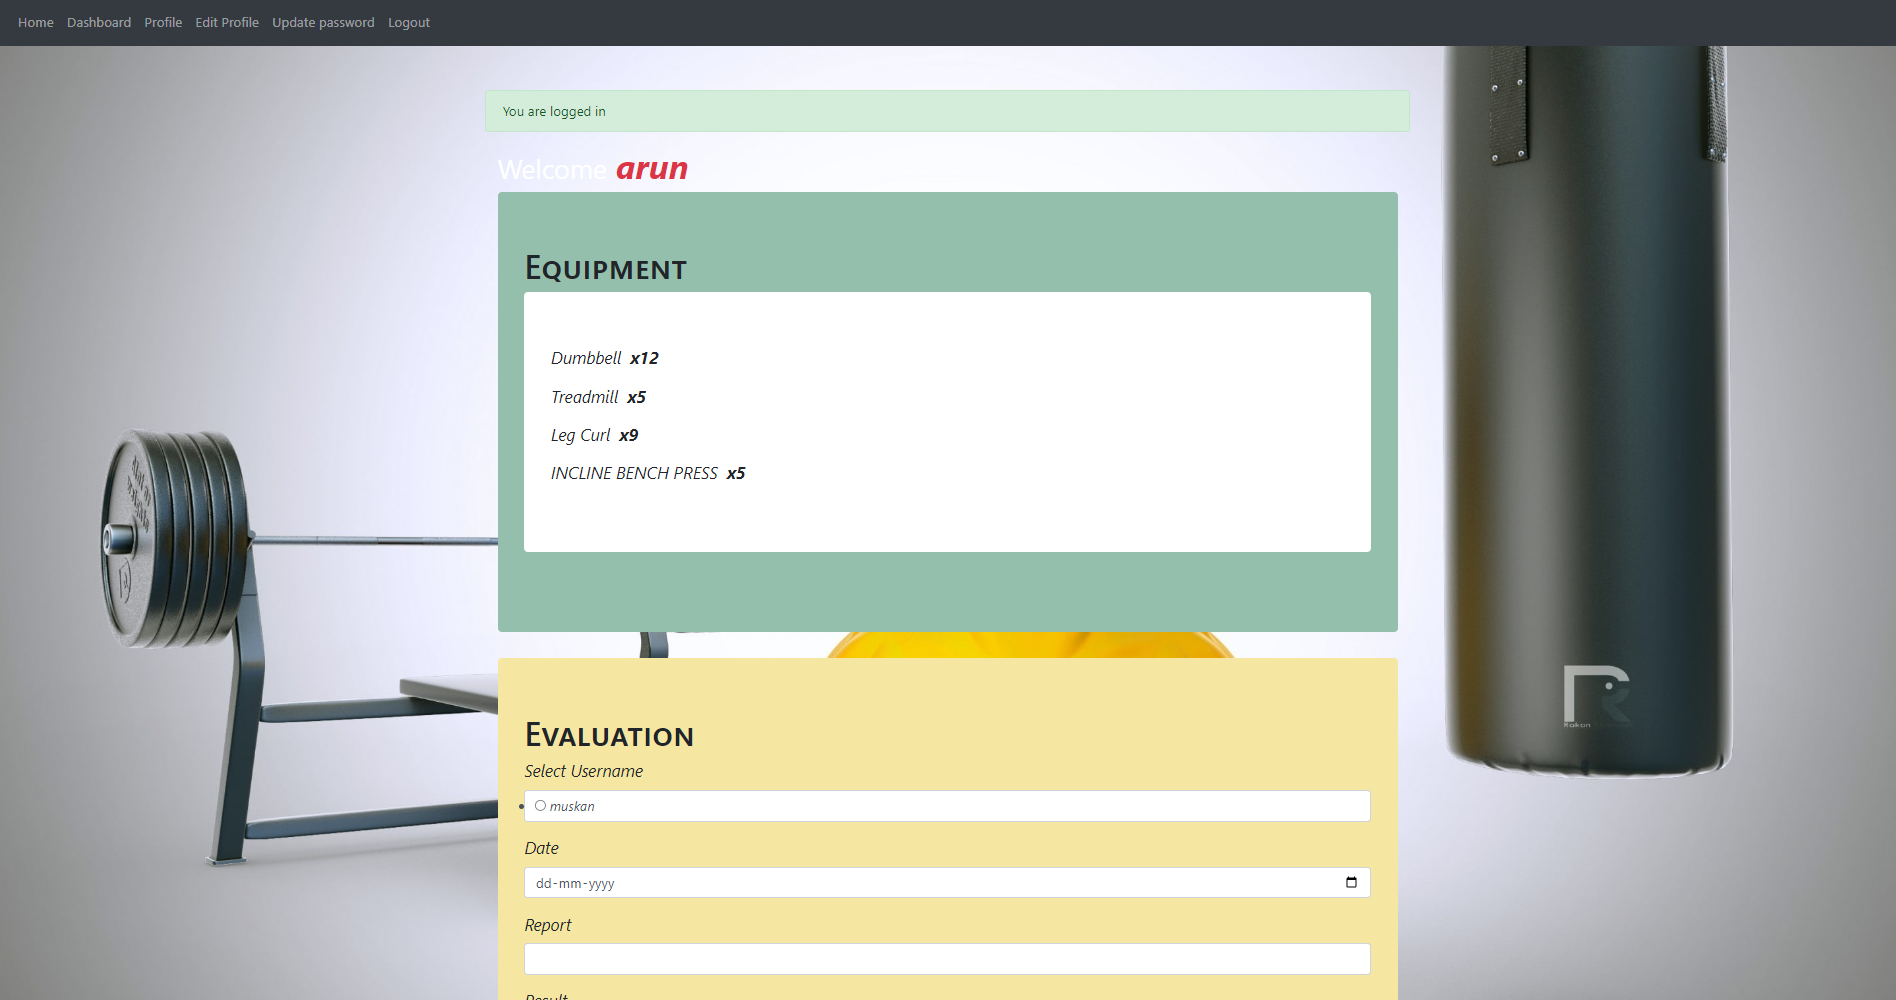 Home Dashboard Profile Edit Profile Update password Logout
You are logged in
Welcome arun
Equipment
Dumbbell x12
Treadmill x5
Leg Curl x9
INCLINE BENCH PRESS x5
Evaluation
Select Username
muskan
Date
dd-mm-yyyy
Report
Result